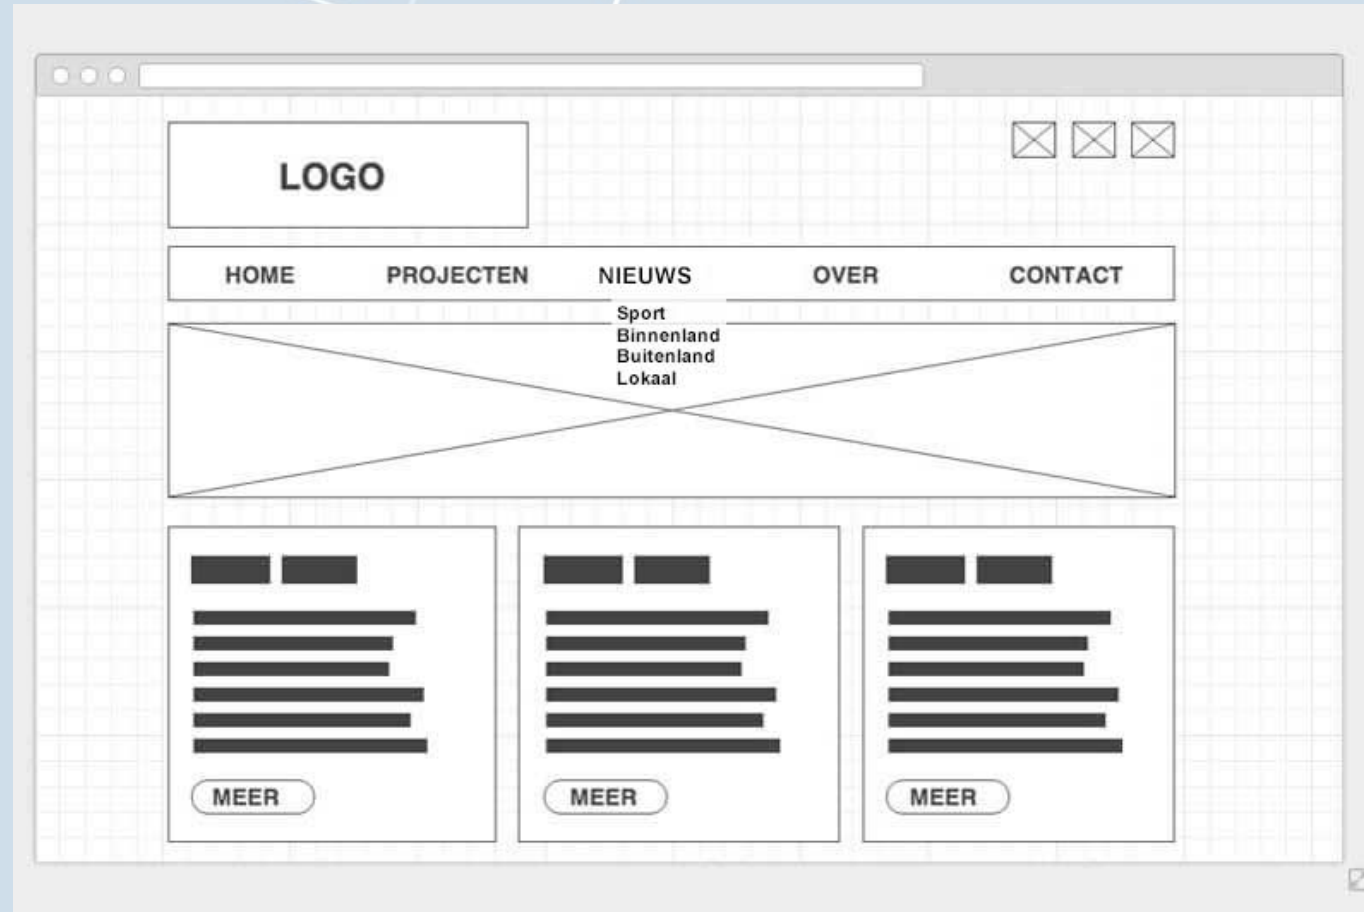 LOGO
HOME PROJECTEN NIEUWS OVER CONTACT
Sport
Binnenland
Buitenland
Lokaal
MEER MEER MEER